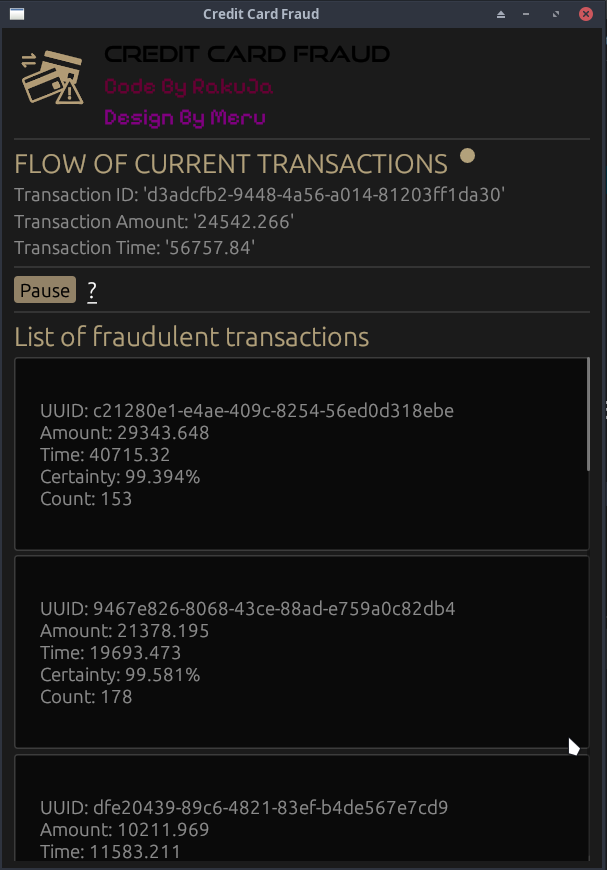 Credit Card Fraud
CREDIT CARD FRAUD
Code By RakuJa
Design By Meru
FLOW OF CURRENT TRANSACTIONS
Transaction ID: 'd3adcfb2-9448-4a56-a014-81203ff1da30'
Transaction Amount: '24542.266'
Transaction Time: '56757.84'
Pause ?
List of fraudulent transactions
UUID: c21280e1-e4ae-409c-8254-56ed0d318ebe
Amount: 29343.648
Time: 40715.32
Certainty: 99.394%
Count: 153
UUID: 9467e826-8068-43ce-88ad-e759a0c82db4
Amount: 21378.195
Time: 19693.473
Certainty: 99.581%
Count: 178
UUID: dfe20439-89c6-4821-83ef-b4de567e7cd9
Amount: 10211.969
Time: 11583.211